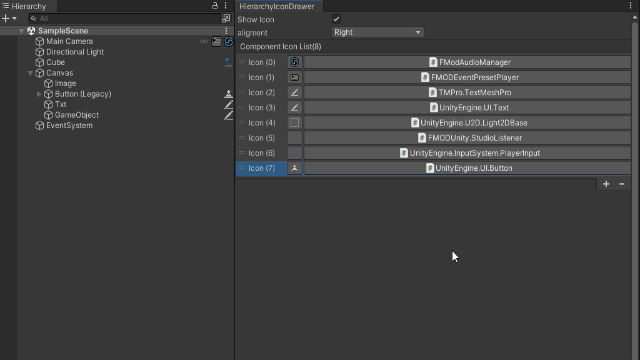 Hierarchy
All
SampleScene
Main Camera
Directional Light
Cube
Canvas
Image
Button (Legacy)
Txt
GameObject
EventSystem
HierarchyIconDrawer
Show Icon
aligment
Right
Component Icon List(8)
Icon (0)
FModAudioManager
Icon (1)
FMODEventPresetPlayer
Icon (2)
TMPro.TextMeshPro
Icon (3)
UnityEngine.UI.Text
Icon (4)
UnityEngine.U2D.Light2DBase
Icon (5)
FMODUnity.StudioListener
Icon (6)
UnityEngine.InputSystem.PlayerInput
Icon (7)
UnityEngine.UI.Button